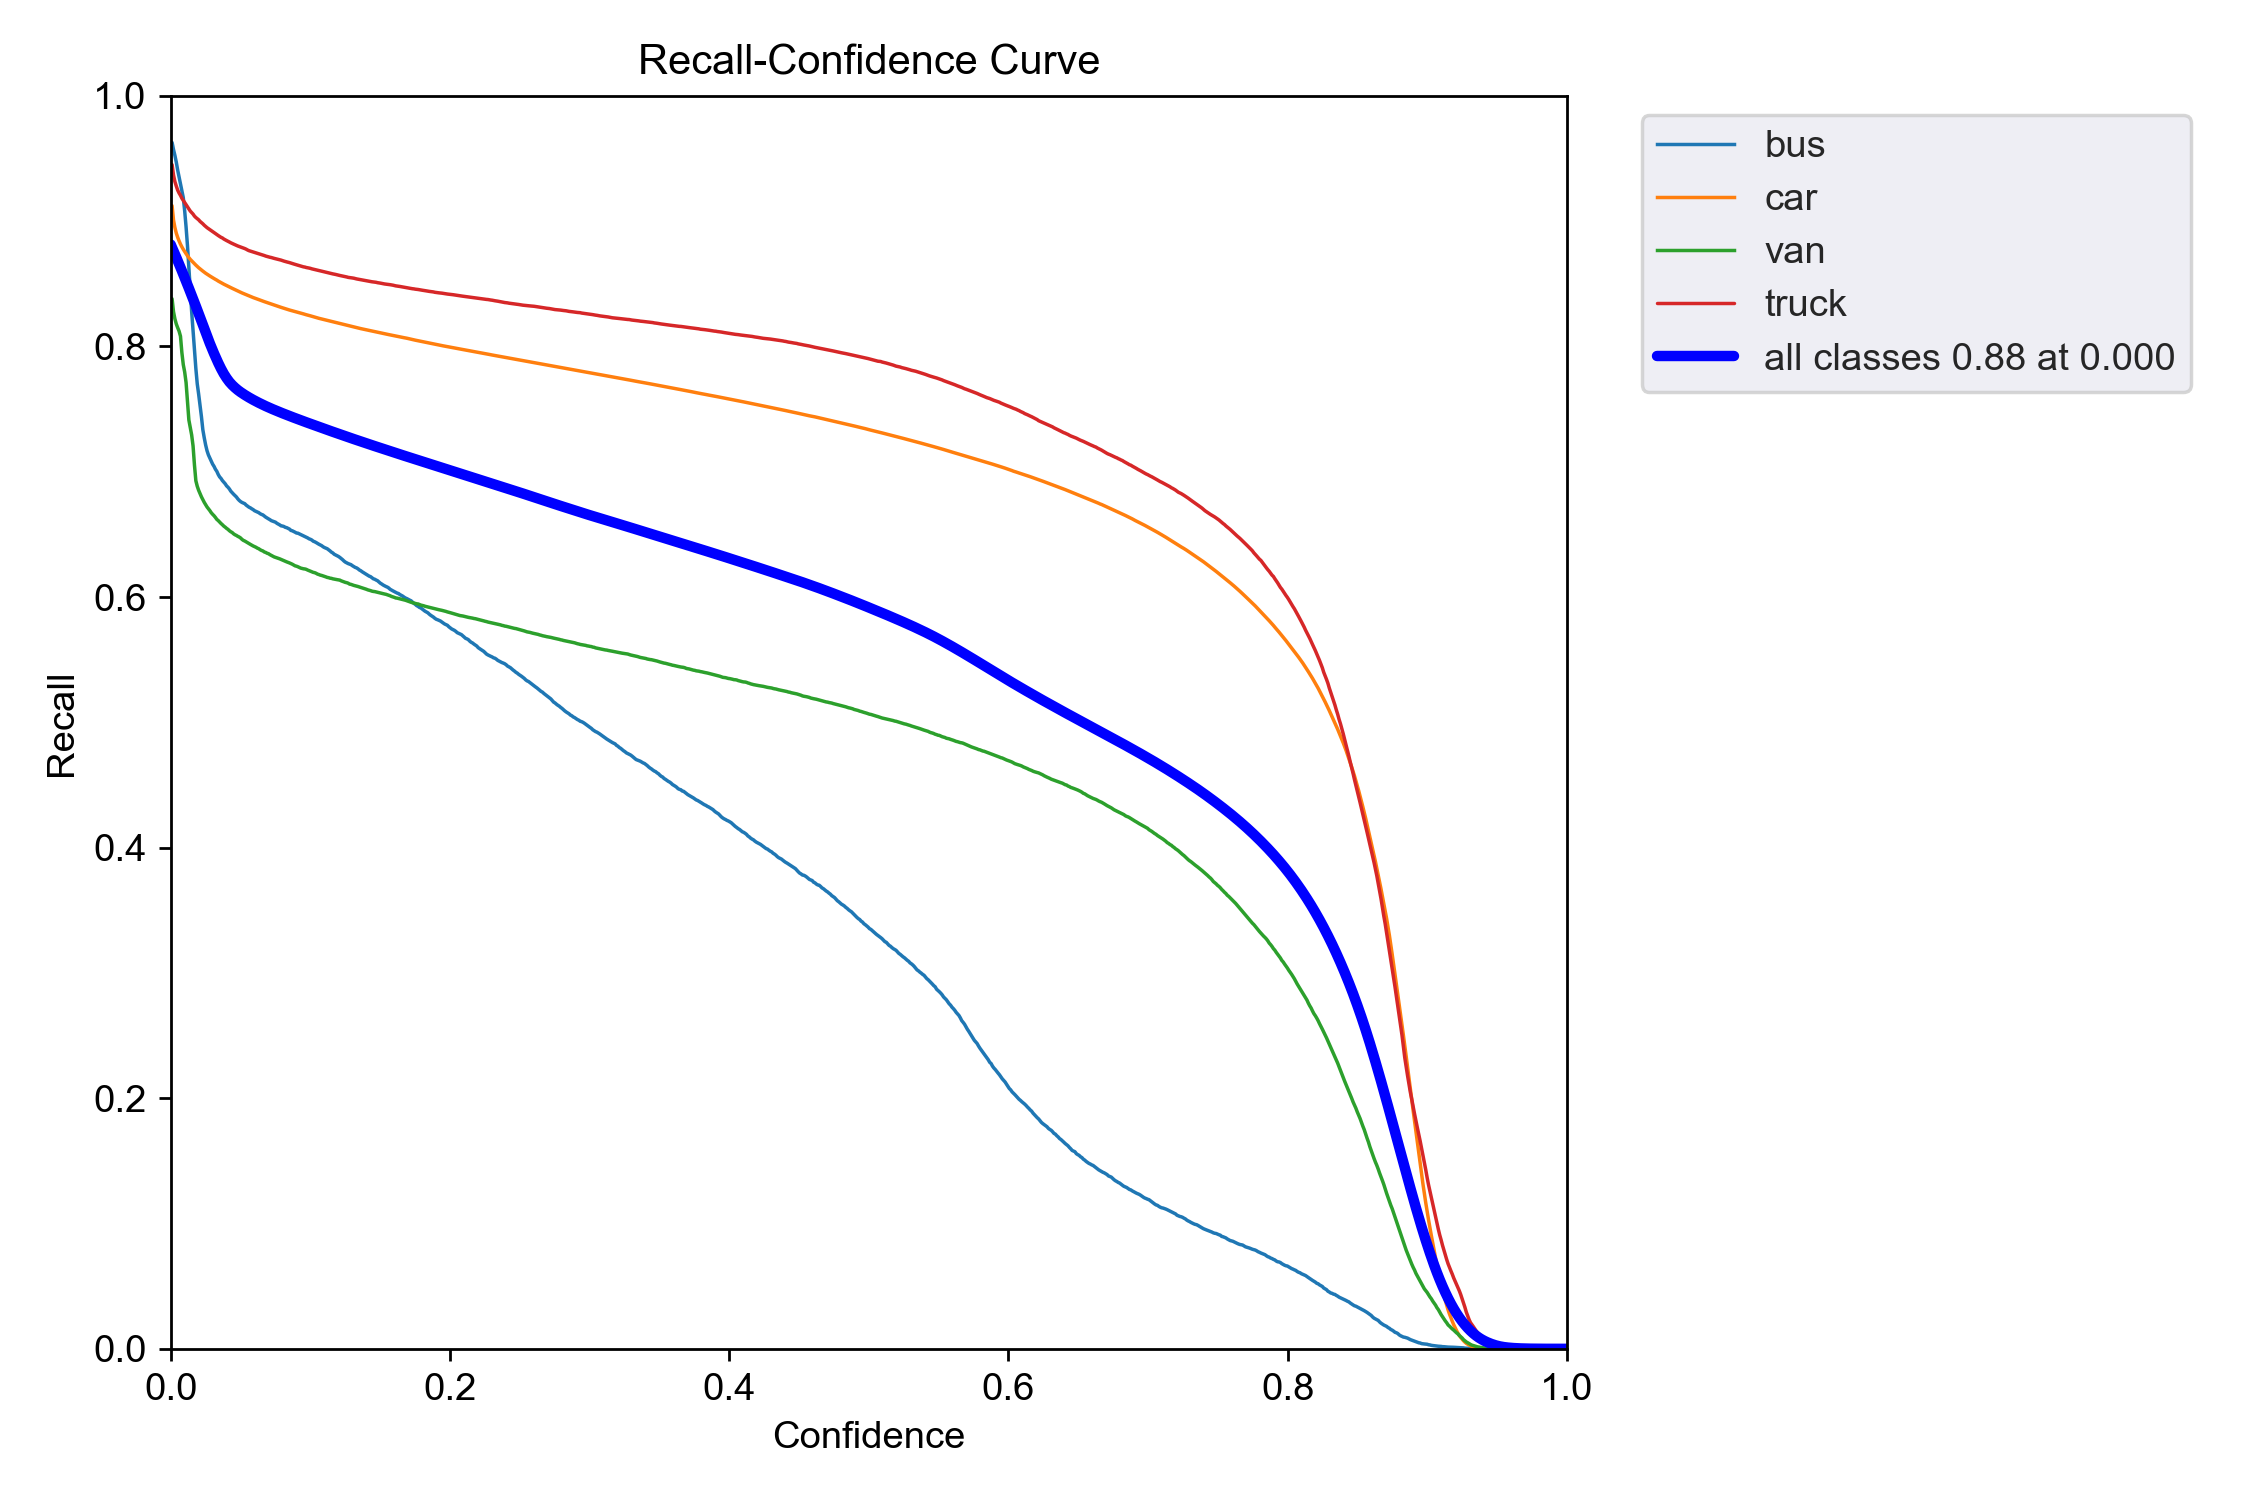 Recall-Confidence Curve
1.0
0.8
0.6
0.4
0.2
0.0
Recall
0.0 0.2 0.4 0.6 0.8 1.0
Confidence
bus
car
van
truck
all classes 0.88 at 0.000